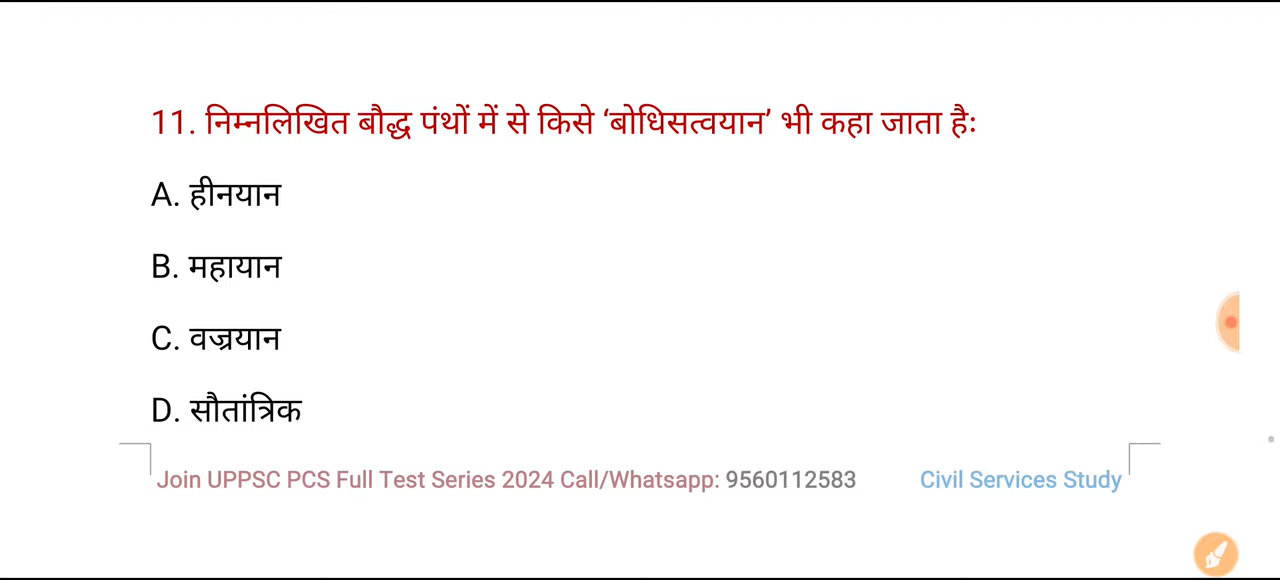 11. निम्नलिखित बौद्ध पंथों में से किसे ‘बोधिसत्वयान’ भी कहा जाता है:
A. हीनयान
B. महायान
C. वज्रयान
D. सौतांत्रिक
Join UPPSC PCS Full Test Series 2024 Call/Whatsapp: 9560112583 Civil Services Study